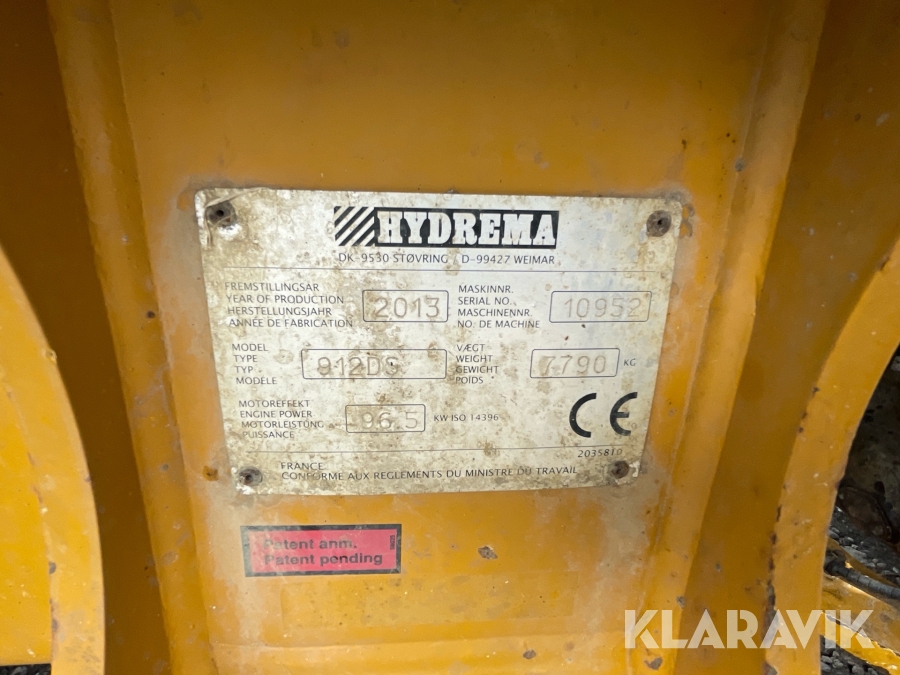 HYDREMA
DK-9530 STØVRING / D-99427 WEIMAR
FREMSTILLINGSÅR
YEAR OF PRODUCTION
HERSTELLUNGSJAHR
ANNÉE DE FABRICATION
2013
MASKINNR.
SERIAL NO.
MASCHINENNR.
NO. DE MACHINE
10952
MODEL
TYPE
TYP
MODÈLE
912DS
VÆGT
WEIGHT
GEWICHT
POIDS
7790 KG
MOTOREFFEKT
ENGINE POWER
MOTORLEISTUNG
PUISSANCE
96.5 KW ISO 14396
CE
2035810
FRANCE
CONFORME AUX REGLEMENTS DU MINISTRE DU TRAVAIL
Patent anm.
Patent pending
KLARAVIK